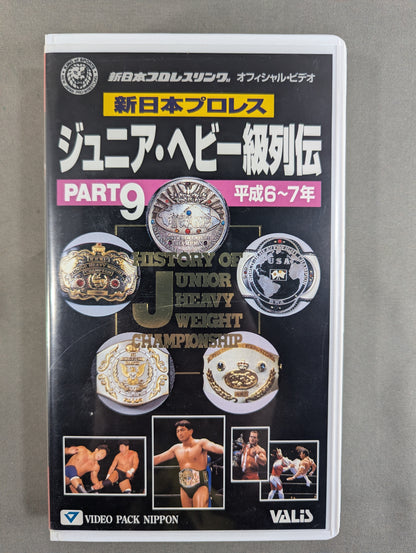 新日本プロレスリング® オフィシャル・ビデオ
新日本プロレス
ジュニア・ヘビー級列伝
PART9
平成6〜7年
HISTORY OF
JUNIOR
HEAVY
WEIGHT
CHAMPIONSHIP
USA
VIDEO PACK NIPPON
VALIS